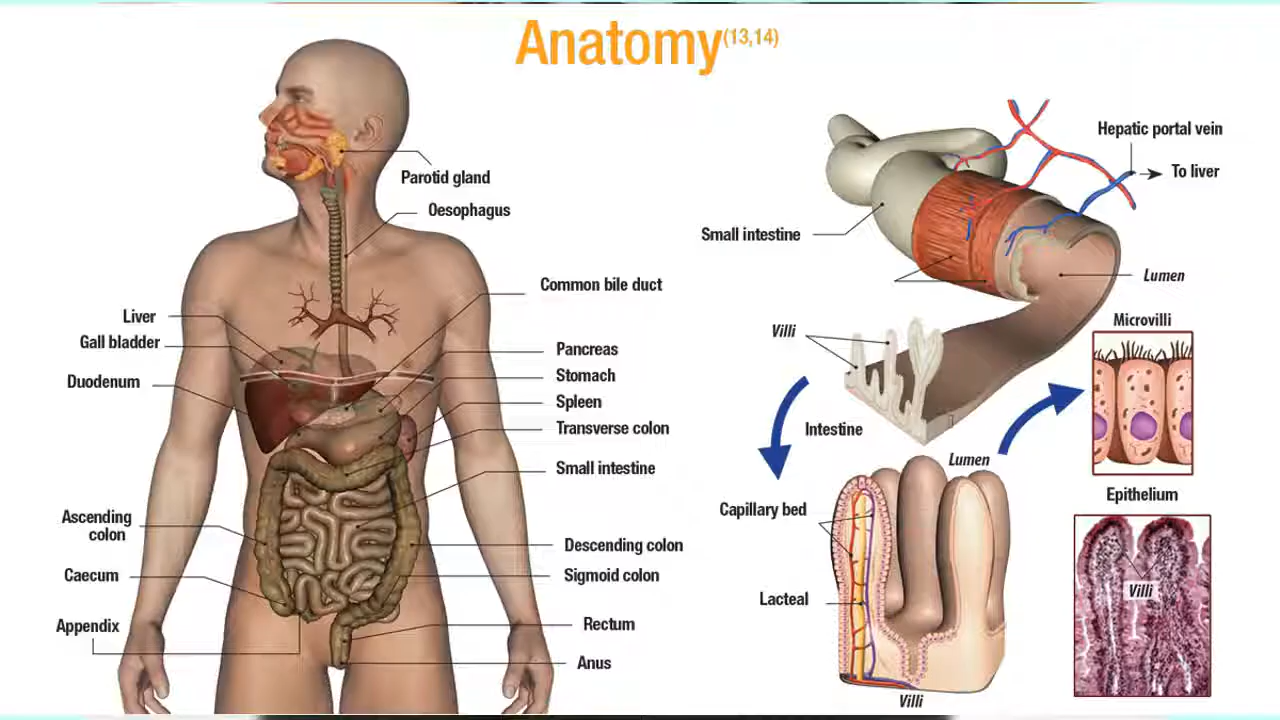 Anatomy(13,14)
Parotid gland
Oesophagus
Common bile duct
Liver
Gall bladder
Duodenum
Pancreas
Stomach
Spleen
Transverse colon
Small intestine
Ascending
colon
Caecum
Appendix
Descending colon
Sigmoid colon
Rectum
Anus
Hepatic portal vein
To liver
Small intestine
Lumen
Villi
Microvilli
Intestine
Lumen
Capillary bed
Epithelium
Lacteal
Villi
Villi